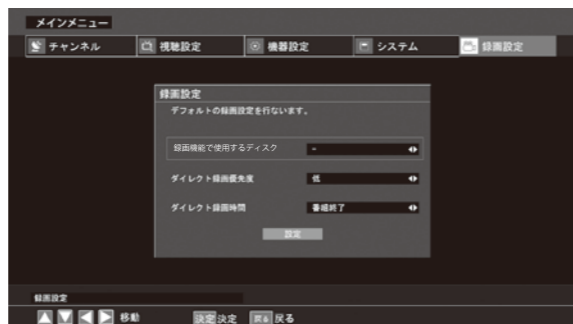 メインメニュー
チャンネル 視聴設定 機器設定 システム 録画設定
録画設定
デフォルトの録画設定を行ないます。
録画機能で使用するディスク -
ダイレクト録画優先度 低
ダイレクト録画時間 番組終了
設定
録画設定
移動 決定 決定 戻る 戻る